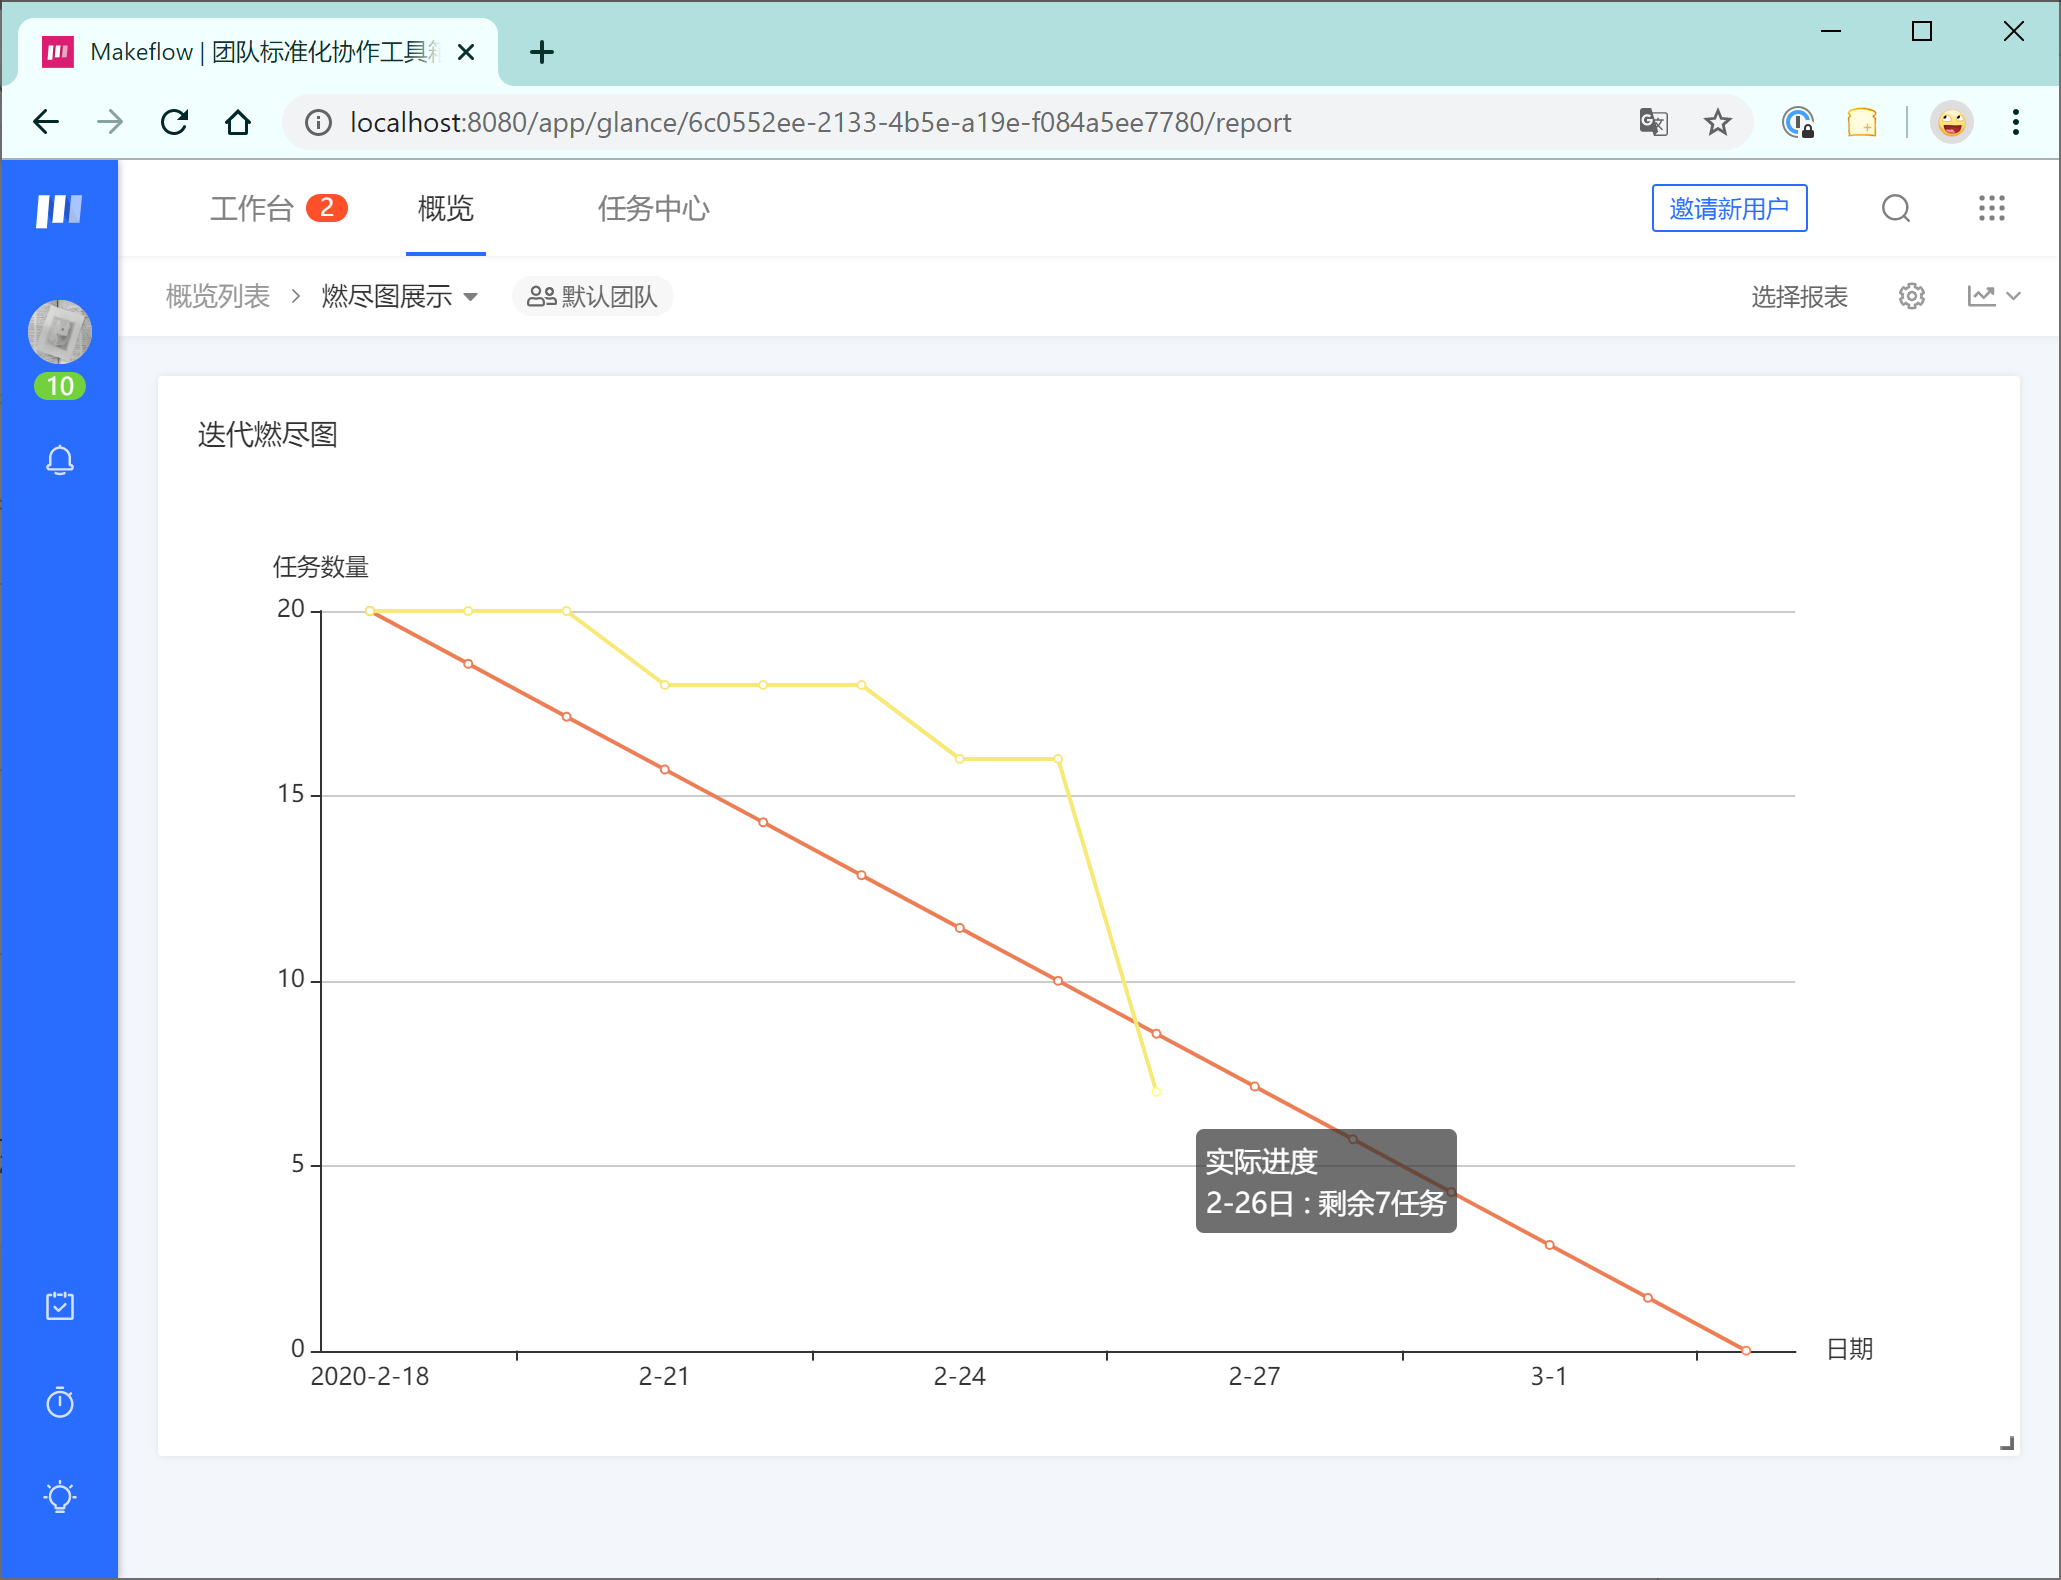 Makeflow | 团队标准化协作工具箱
localhost:8080/app/glance/6c0552ee-2133-4b5e-a19e-f084a5ee7780/report
工作台 2 概览 任务中心 邀请新用户
概览列表 > 燃尽图展示 默认团队 选择报表
10
迭代燃尽图
任务数量
20
15
10
5
0
实际进度
2-26日 : 剩余7任务
2020-2-18 2-21 2-24 2-27 3-1 日期